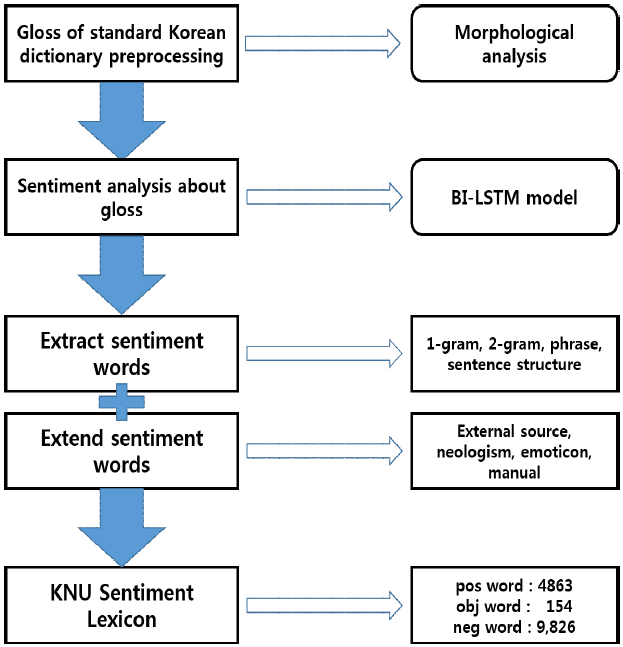 Gloss of standard Korean
dictionary preprocessing
Morphological
analysis
Sentiment analysis about
gloss
BI-LSTM model
Extract sentiment
words
1-gram, 2-gram, phrase,
sentence structure
Extend sentiment
words
External source,
neologism, emoticon,
manual
KNU Sentiment
Lexicon
pos word : 4863
obj word : 154
neg word : 9,826